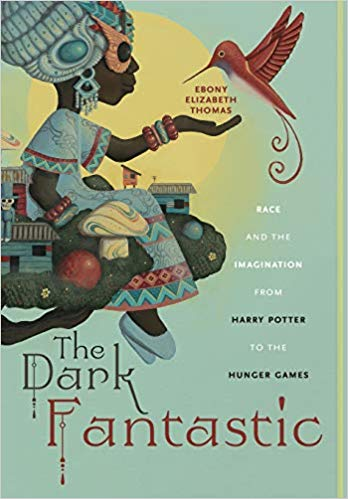 EBONY
ELIZABETH
THOMAS
RACE
AND THE
IMAGINATION
FROM
HARRY POTTER
TO THE
HUNGER GAMES
The
Dark
Fantastic